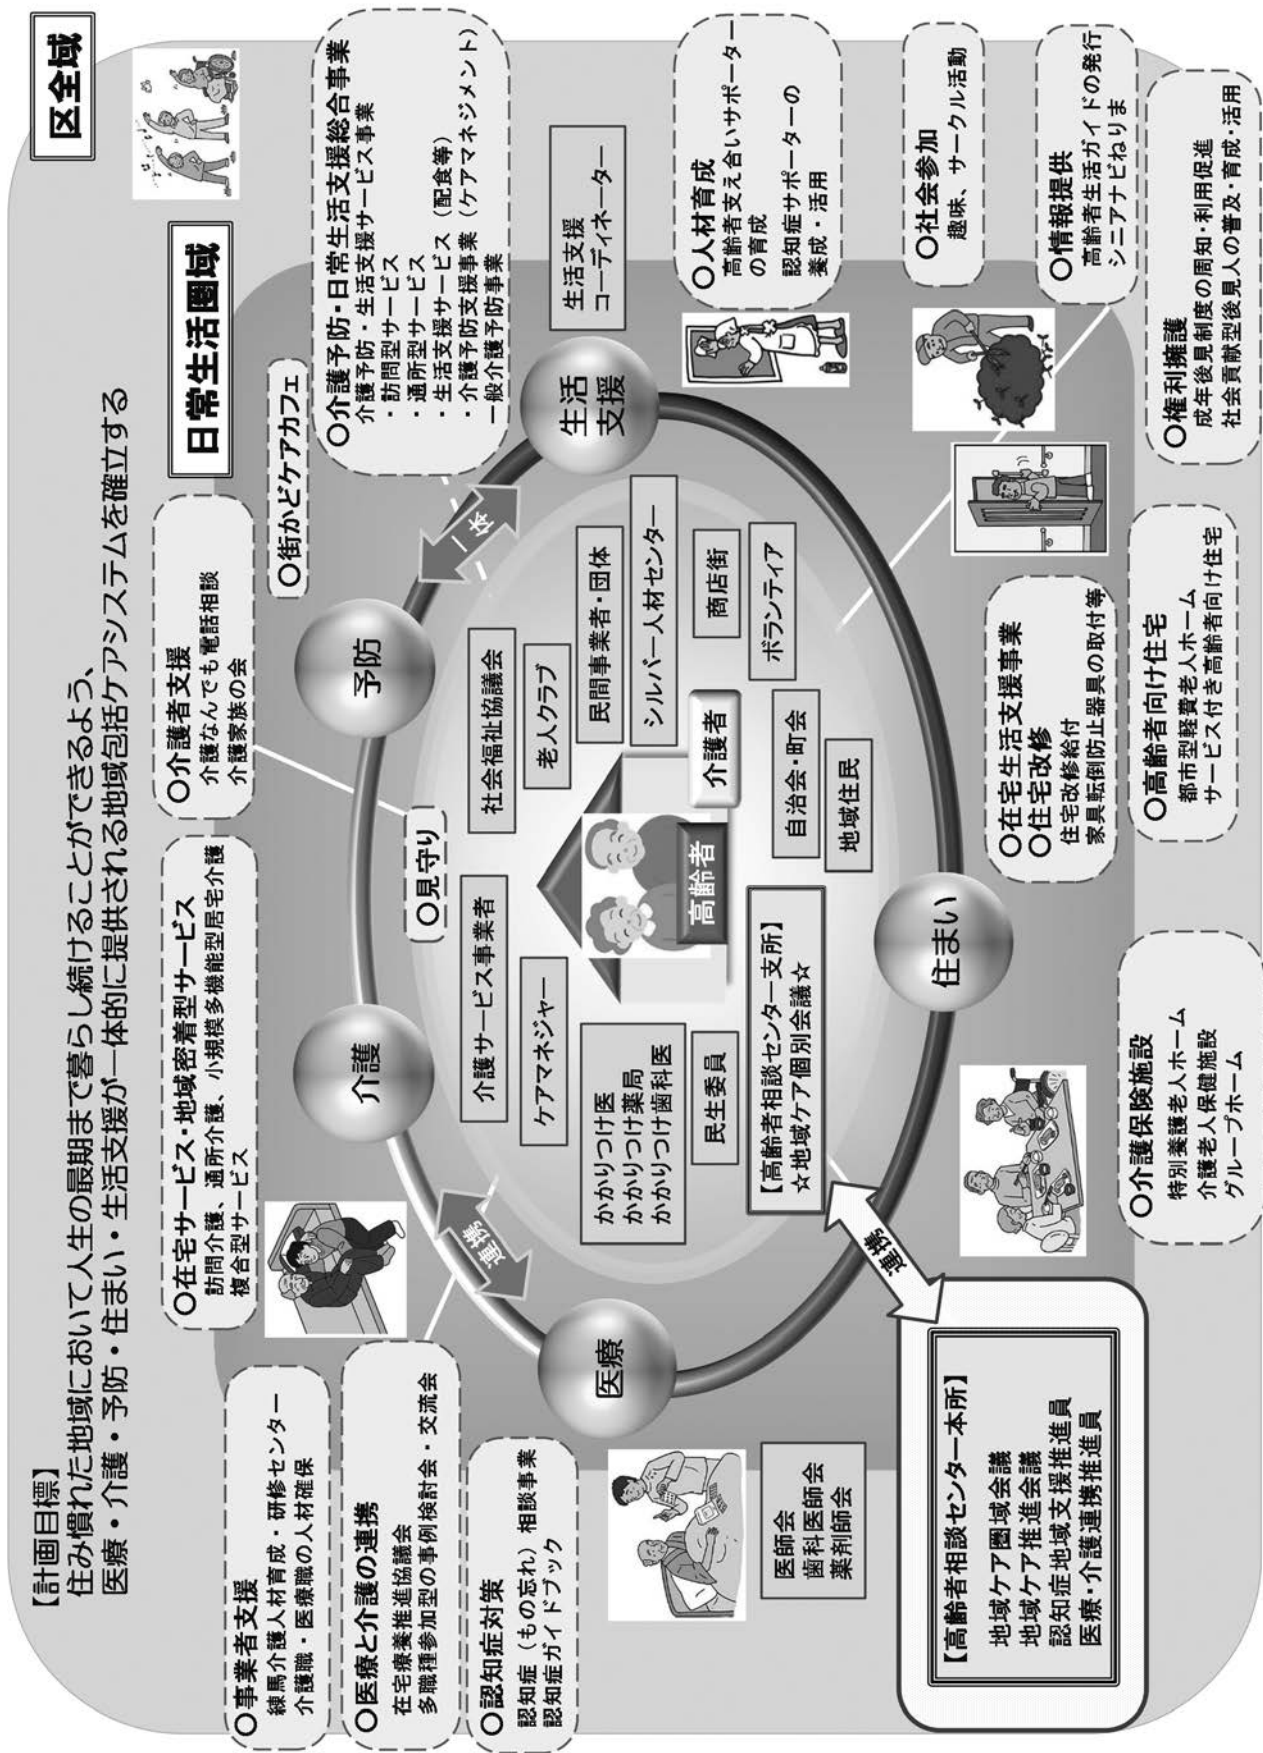 【計画目標】
住み慣れた地域において人生の最期まで暮らし続けることができるよう、
医療・介護・予防・住まい・生活支援が一体的に提供される地域包括ケアシステムを確立する
区全域
日常生活圏域
○事業者支援
練馬介護人材育成・研修センター
介護職・医療職の人材確保
○在宅サービス・地域密着型サービス
訪問介護、通所介護、小規模多機能型居宅介護
複合型サービス
○介護者支援
介護なんでも電話相談
介護家族の会
○街かどケアカフェ
○介護予防・日常生活支援総合事業
介護予防・生活支援サービス事業
・訪問型サービス
・通所型サービス
・生活支援サービス（配食等）
・介護予防支援事業（ケアマネジメント）
一般介護予防事業
○医療と介護の連携
在宅療養推進協議会
多職種参加型の事例検討会・交流会
○認知症対策
認知症（もの忘れ）相談事業
認知症ガイドブック
介護
予防
○見守り
連携
一体
医療
生活
支援
生活支援
コーディネーター
介護サービス事業者
社会福祉協議会
ケアマネジャー
老人クラブ
かかりつけ医
かかりつけ薬局
かかりつけ歯科医
民間事業者・団体
シルバー人材センター
民生委員
高齢者
介護者
商店街
【高齢者相談センター支所】
☆地域ケア個別会議☆
自治会・町会
ボランティア
地域住民
○人材育成
高齢者支え合いサポーター
の育成
認知症サポーターの
養成・活用
医師会
歯科医師会
薬剤師会
連携
住まい
○社会参加
趣味、サークル活動
【高齢者相談センター本所】
地域ケア圏域会議
地域ケア推進会議
認知症地域支援推進員
医療・介護連携推進員
○在宅生活支援事業
○住宅改修
住宅改修給付
家具転倒防止器具の取付等
○情報提供
高齢者生活ガイドの発行
シニアナビねりま
○介護保険施設
特別養護老人ホーム
介護老人保健施設
グループホーム
○高齢者向け住宅
都市型軽費老人ホーム
サービス付き高齢者向け住宅
○権利擁護
成年後見制度の周知・利用促進
社会貢献型後見人の普及・育成・活用